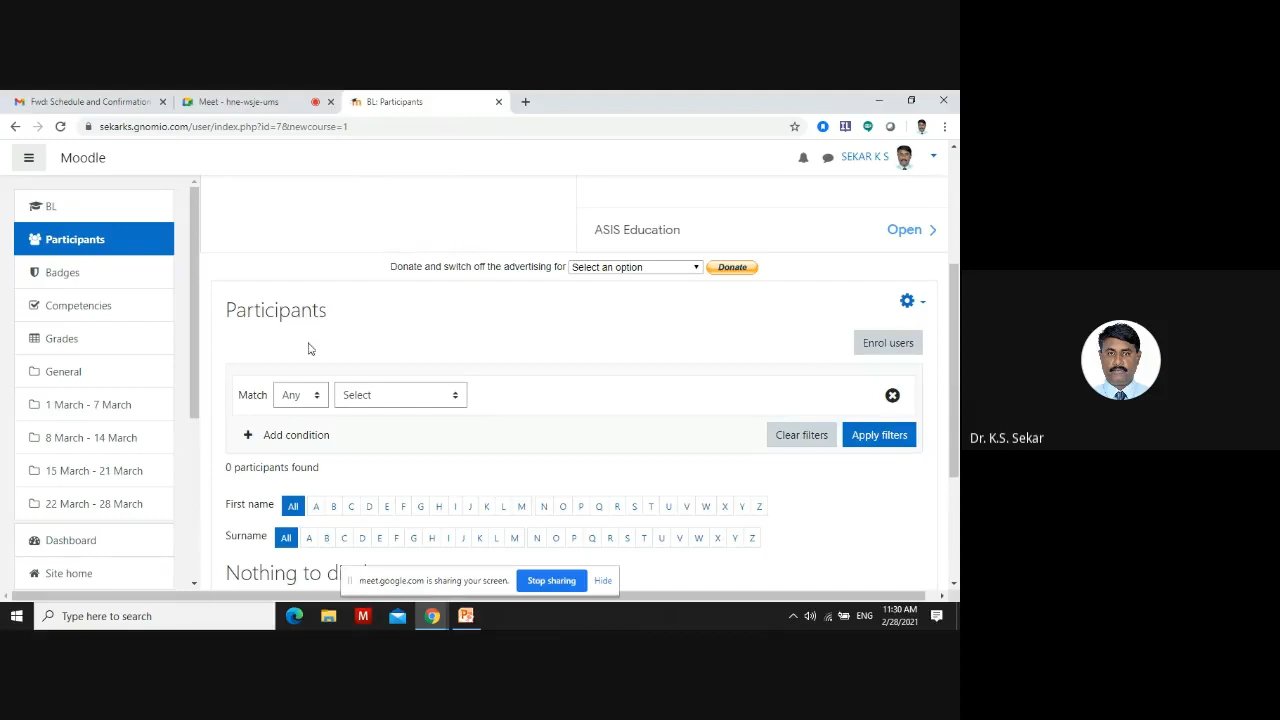 Fwd: Schedule and Confirmation
Meet - hne-wsje-ums
BL: Participants
sekarks.gnomio.com/user/index.php?id=7&newcourse=1
Moodle
SEKAR K S
BL
Participants
Badges
Competencies
Grades
General
1 March - 7 March
8 March - 14 March
15 March - 21 March
22 March - 28 March
Dashboard
Site home
ASIS Education
Open
Donate and switch off the advertising for Select an option Donate
Participants
Enrol users
Match Any Select
Add condition
Clear filters Apply filters
0 participants found
First name All A B C D E F G H I J K L M N O P Q R S T U V W X Y Z
Surname All A B C D E F G H I J K L M N O P Q R S T U V W X Y Z
Nothing to
meet.google.com is sharing your screen. Stop sharing Hide
Type here to search
M
ENG
11:30 AM
2/28/2021
Dr. K.S. Sekar